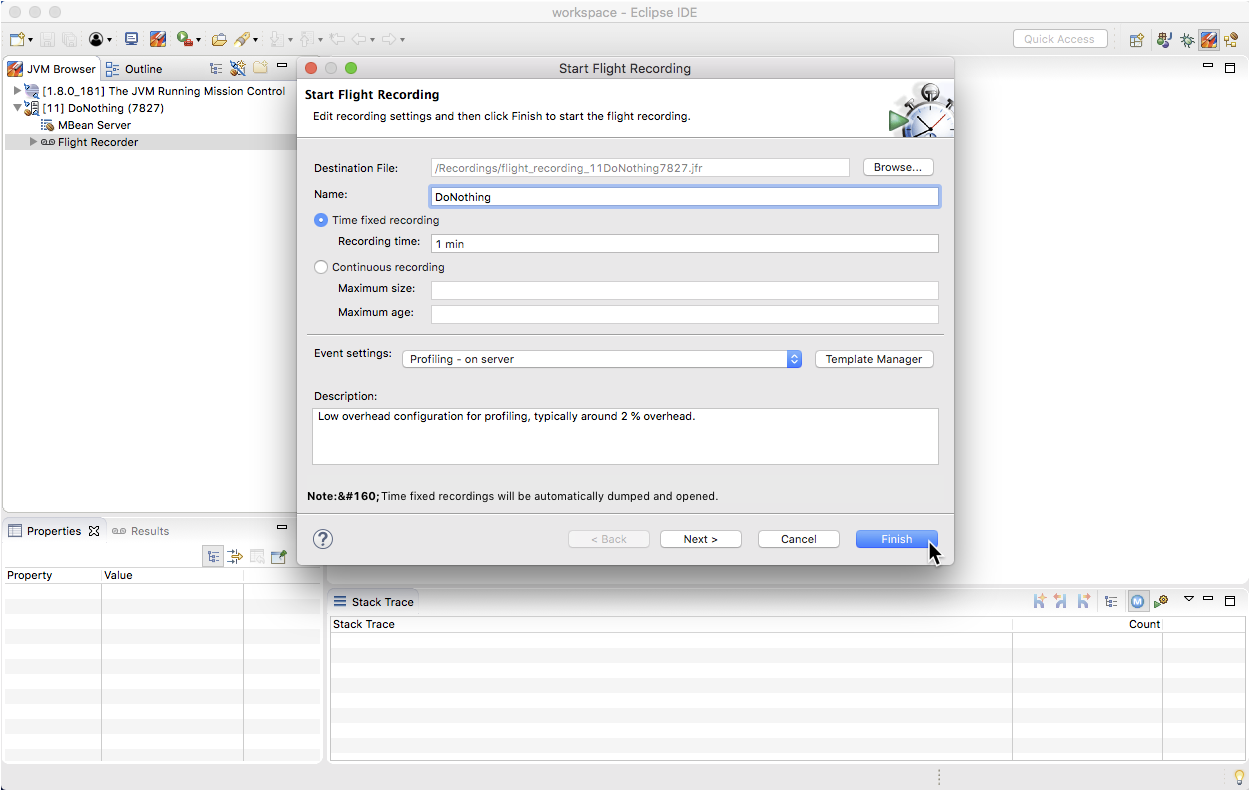 workspace - Eclipse IDE
Quick Access
JVM Browser
Outline
[1.8.0_181] The JVM Running Mission Control
[11] DoNothing (7827)
MBean Server
Flight Recorder
Start Flight Recording
Start Flight Recording
Edit recording settings and then click Finish to start the flight recording.
Destination File: /Recordings/flight_recording_11DoNothing7827.jfr Browse...
Name: DoNothing
Time fixed recording
Recording time: 1 min
Continuous recording
Maximum size:
Maximum age:
Event settings: Profiling - on server Template Manager
Description:
Low overhead configuration for profiling, typically around 2 % overhead.
Note:&#160;Time fixed recordings will be automatically dumped and opened.
? < Back Next > Cancel Finish
Properties Results
Property Value
Stack Trace
M
Stack Trace Count